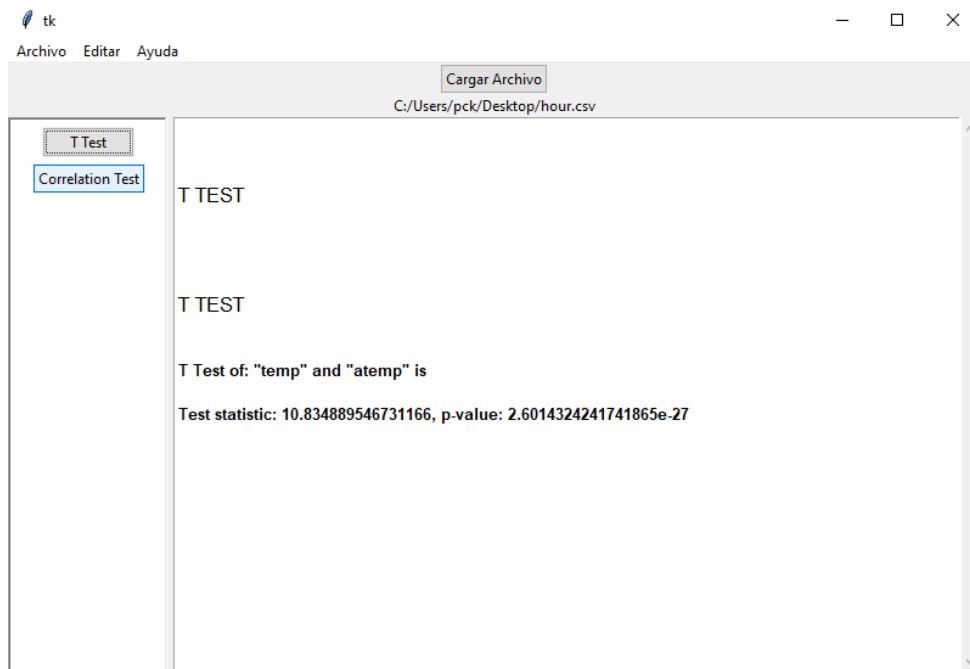 tk
Archivo Editar Ayuda
Cargar Archivo
C:/Users/pck/Desktop/hour.csv
T Test
Correlation Test
T TEST
T TEST
T Test of: "temp" and "atemp" is
Test statistic: 10.834889546731166, p-value: 2.6014324241741865e-27